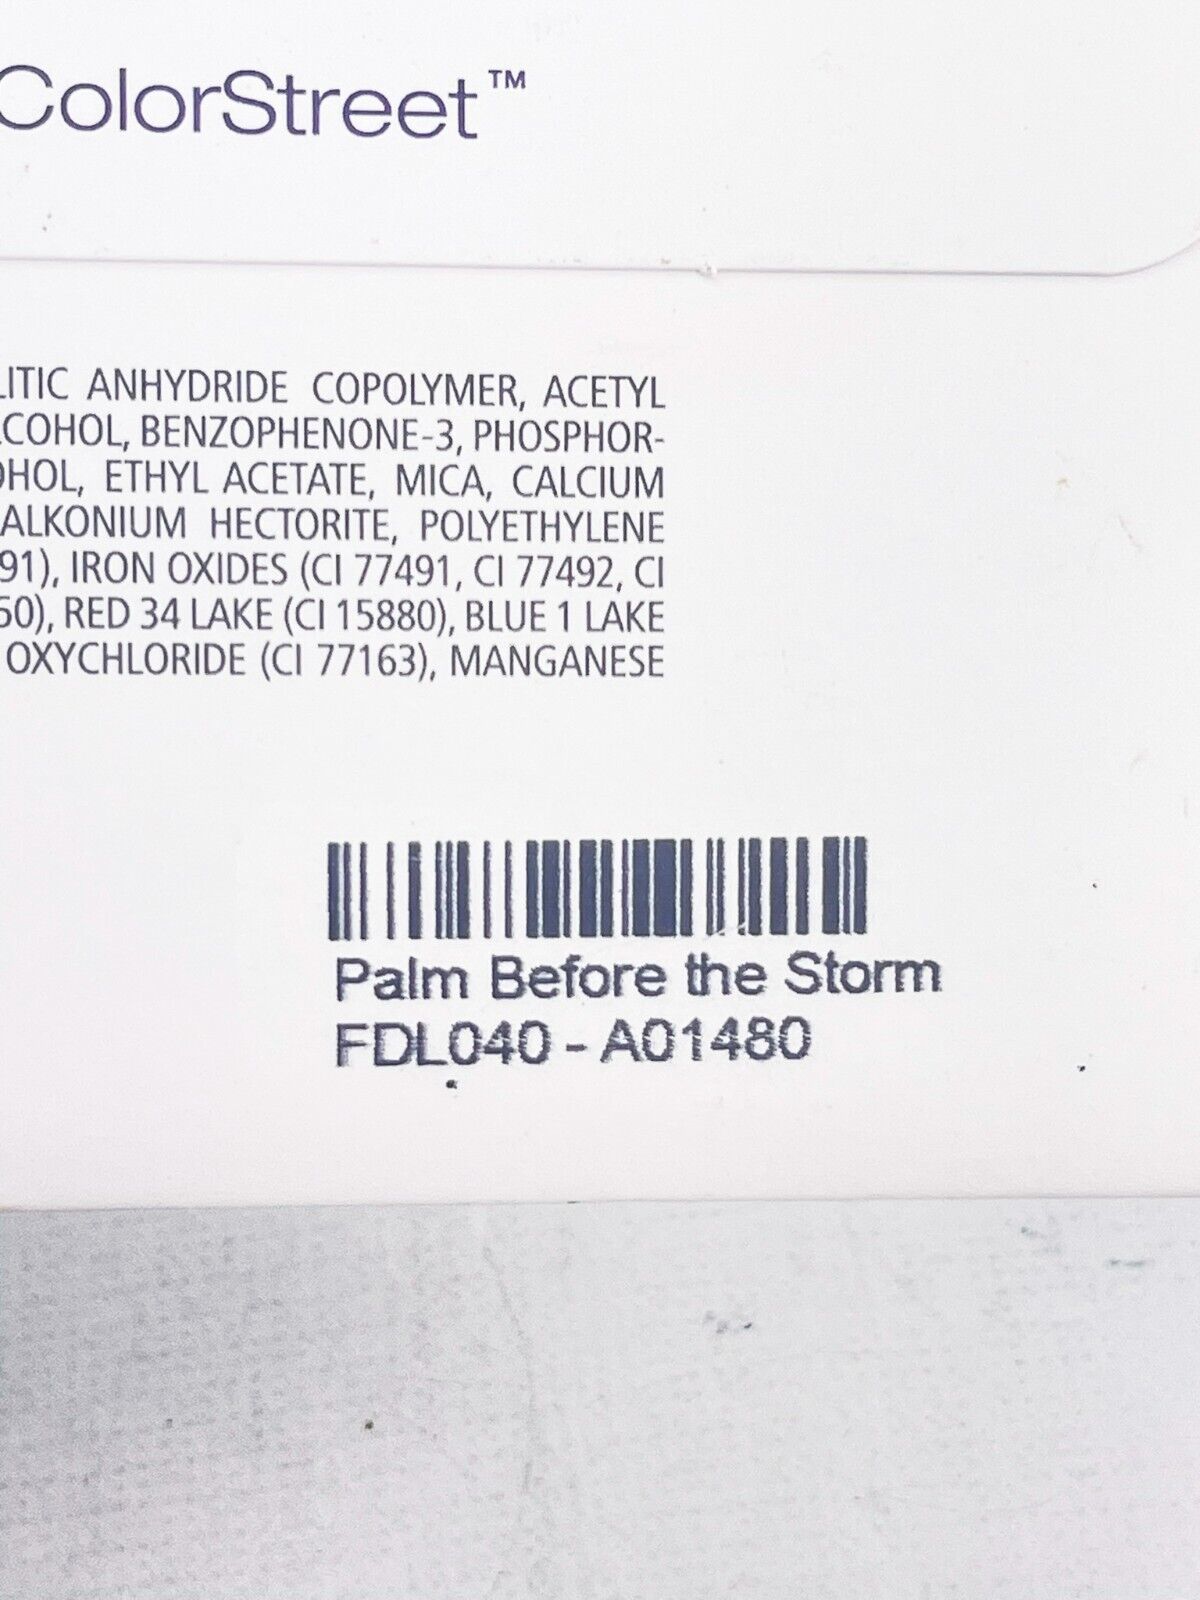 ColorStreet™
LITIC ANHYDRIDE COPOLYMER, ACETYL
COHOL, BENZOPHENONE-3, PHOSPHOR-
OHOL, ETHYL ACETATE, MICA, CALCIUM
ALKONIUM HECTORITE, POLYETHYLENE
91), IRON OXIDES (CI 77491, CI 77492, CI
50), RED 34 LAKE (CI 15880), BLUE 1 LAKE
OXYCHLORIDE (CI 77163), MANGANESE
Palm Before the Storm
FDL040 - A01480